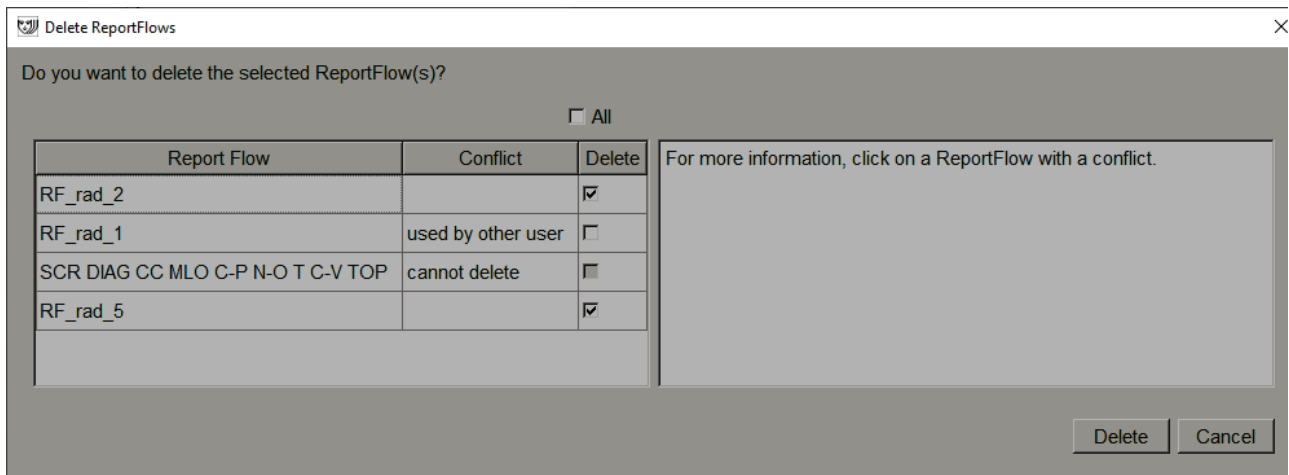 Delete ReportFlows
Do you want to delete the selected ReportFlow(s)?
All
Report Flow Conflict Delete
RF_rad_2
RF_rad_1 used by other user
SCR DIAG CC MLO C-P N-O T C-V TOP cannot delete
RF_rad_5
For more information, click on a ReportFlow with a conflict.
Delete Cancel